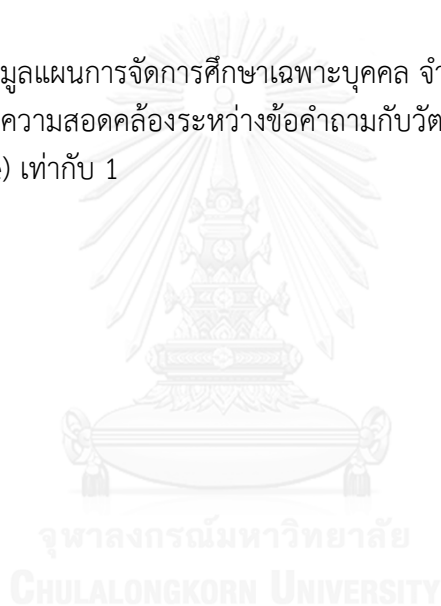 มูลแผนการจัดการศึกษาเฉพาะบุคคล จำ
ความสอดคล้องระหว่างข้อคำถามกับวัต
) เท่ากับ 1
จุฬาลงกรณ์มหาวิทยาลัย
CHULALONGKORN UNIVERSITY